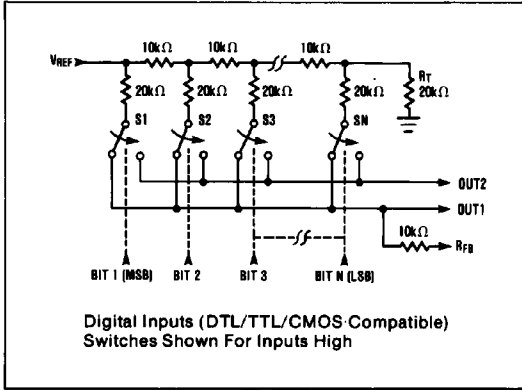 10kΩ 10kΩ 10kΩ
VREF
RT
20kΩ 20kΩ 20kΩ 20kΩ 20kΩ
S1 S2 S3 SN
OUT2
OUT1
10kΩ
RFB
BIT 1 (MSB) BIT 2 BIT 3 BIT N (LSB)
Digital Inputs (DTL/TTL/CMOS Compatible)
Switches Shown For Inputs High